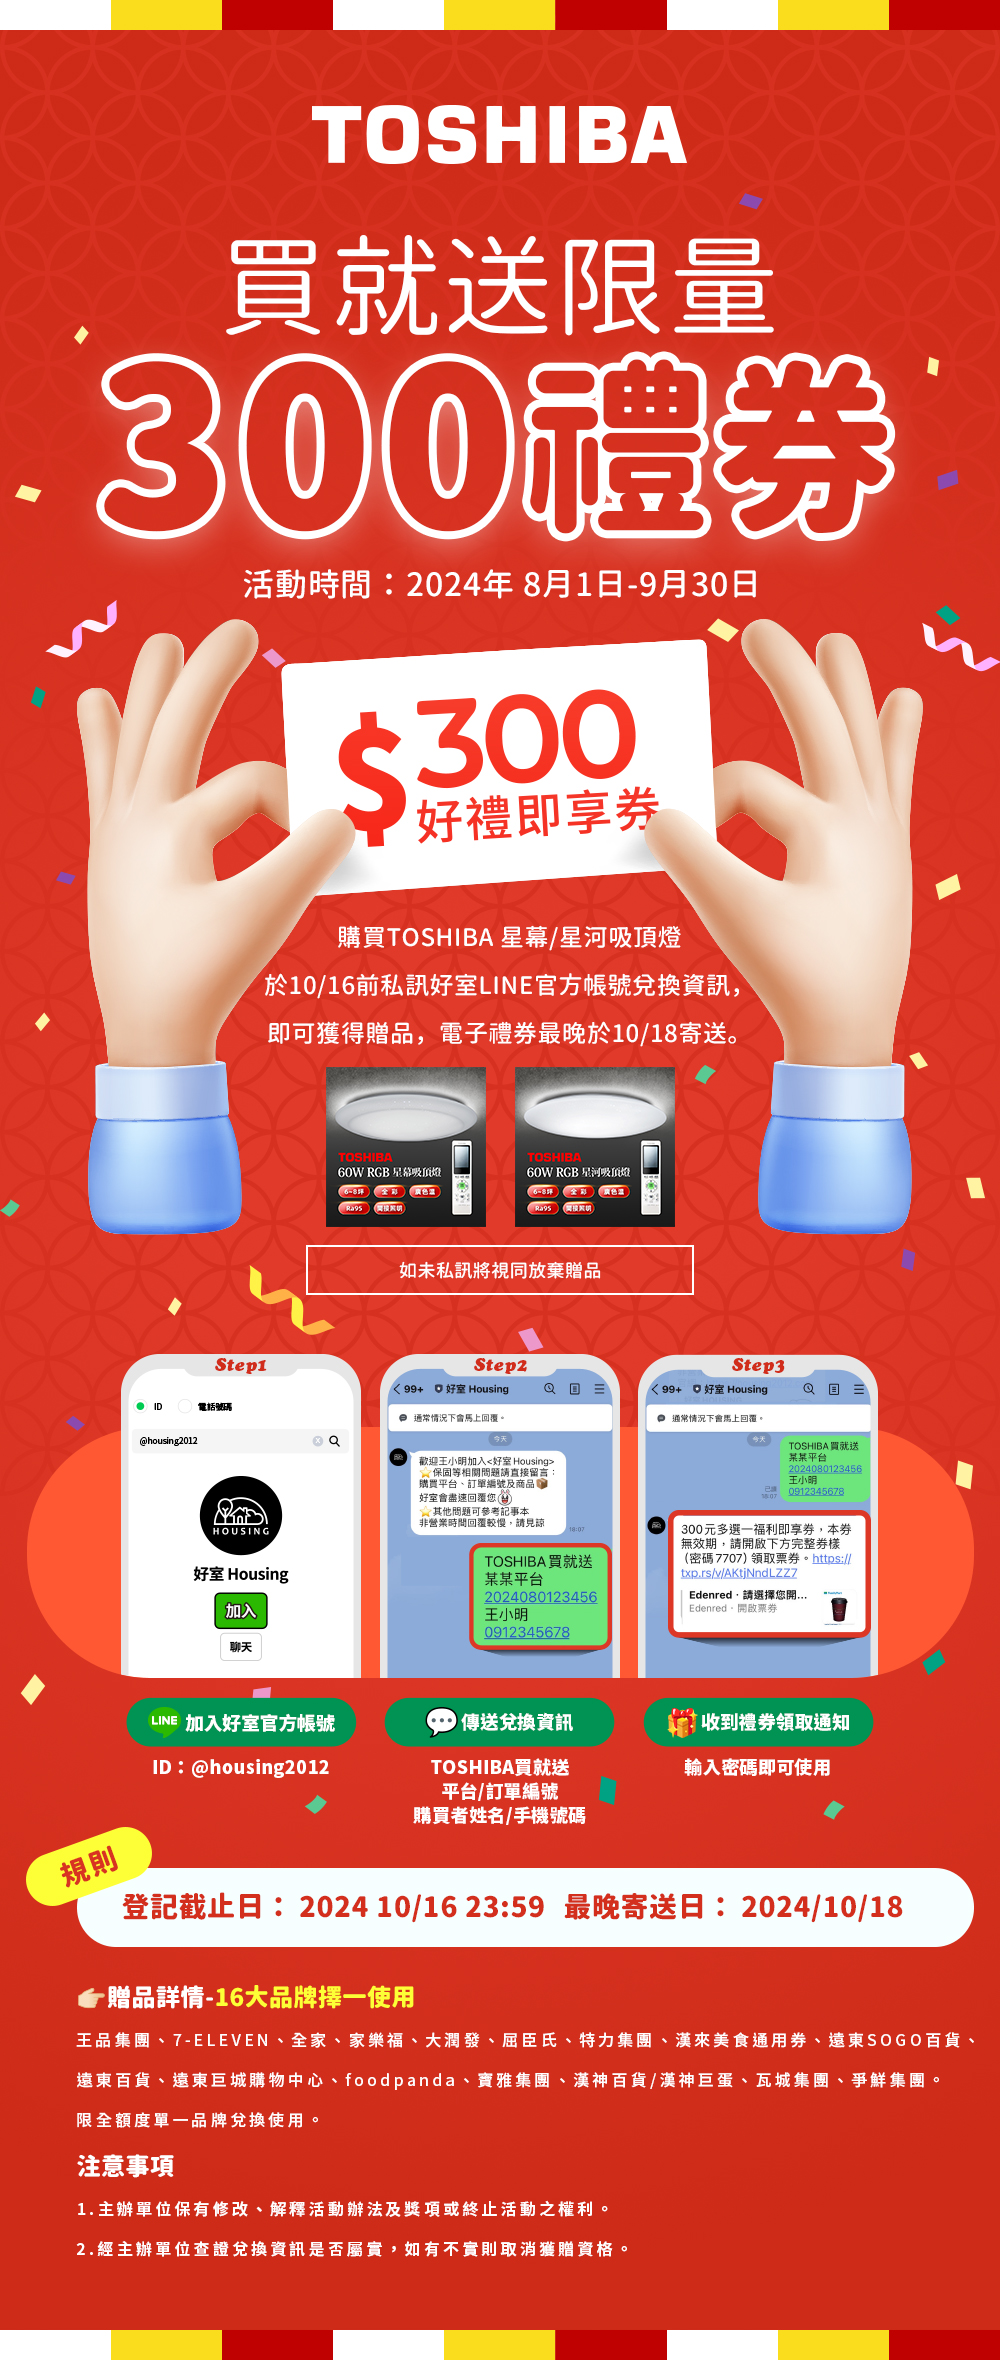 TOSHIBA
買就送限量
300禮券
活動時間：2024年 8月1日-9月30日
$300
好禮即享券
購買TOSHIBA 星幕/星河吸頂燈
於10/16前私訊好室LINE官方帳號兌換資訊，
即可獲得贈品，電子禮券最晚於10/18寄送。
TOSHIBA
60W RGB 星幕吸頂燈
6-8坪 全彩 廣色溫
Ra95 間接照明
TOSHIBA
60W RGB 星河吸頂燈
6-8坪 全彩 廣色溫
Ra95 間接照明
如未私訊將視同放棄贈品
Step1
ID 電話號碼
@housing2012
HOUSING
好室 Housing
加入
聊天
Step2
99+ 好室 Housing
通常情況下會馬上回覆。
今天
歡迎王小明加入<好室 Housing>
保固等相關問題請直接留言：
購買平台、訂單編號及商品
好室會盡速回覆您
其他問題可參考記事本
非營業時間回覆較慢、請見諒
18:07
TOSHIBA買就送
某某平台
2024080123456
王小明
0912345678
Step3
99+ 好室 Housing
通常情況下會馬上回覆。
今天
TOSHIBA 買就送
某某平台
2024080123456
王小明
0912345678
已讀
18:07
300元多選一福利即享券，本券
無效期，請開啟下方完整券樣
（密碼 7707) 領取票券。https://
txp.rs/v/AKtjNndLZZ7
Edenred · 請選擇您開...
Edenred · 開啟票券
LINE 加入好室官方帳號
ID：@housing2012
傳送兌換資訊
TOSHIBA買就送
平台/訂單編號
購買者姓名/手機號碼
收到禮券領取通知
輸入密碼即可使用
規則
登記截止日： 2024 10/16 23:59 最晚寄送日： 2024/10/18
贈品詳情-16大品牌擇一使用
王品集團、7-ELEVEN、全家、家樂福、大潤發、屈臣氏、特力集團、漢來美食通用券、遠東SOGO百貨、
遠東百貨、遠東巨城購物中心、foodpanda、寶雅集團、漢神百貨/漢神巨蛋、瓦城集團、爭鮮集團。
限全額度單一品牌兌換使用。
注意事項
1.主辦單位保有修改、解釋活動辦法及獎項或終止活動之權利。
2.經主辦單位查證兌換資訊是否屬實，如有不實則取消獲贈資格。